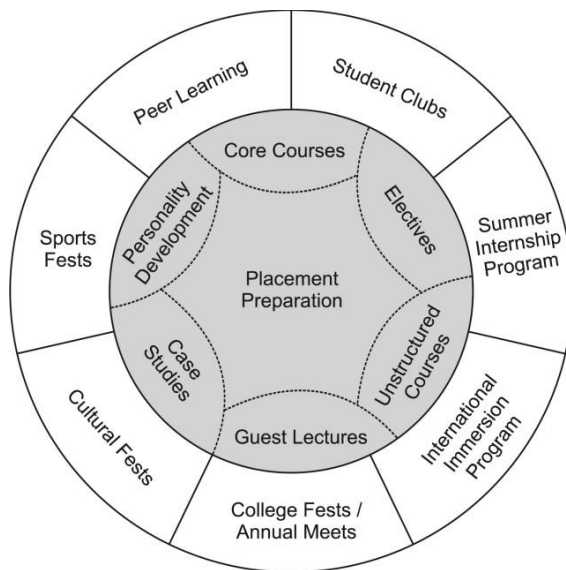 Peer Learning
Student Clubs
Summer
Internship
Program
International
Immersion
Program
College Fests /
Annual Meets
Cultural Fests
Sports
Fests
Core Courses
Electives
Unstructured
Courses
Guest Lectures
Case
Studies
Personality
Development
Placement
Preparation